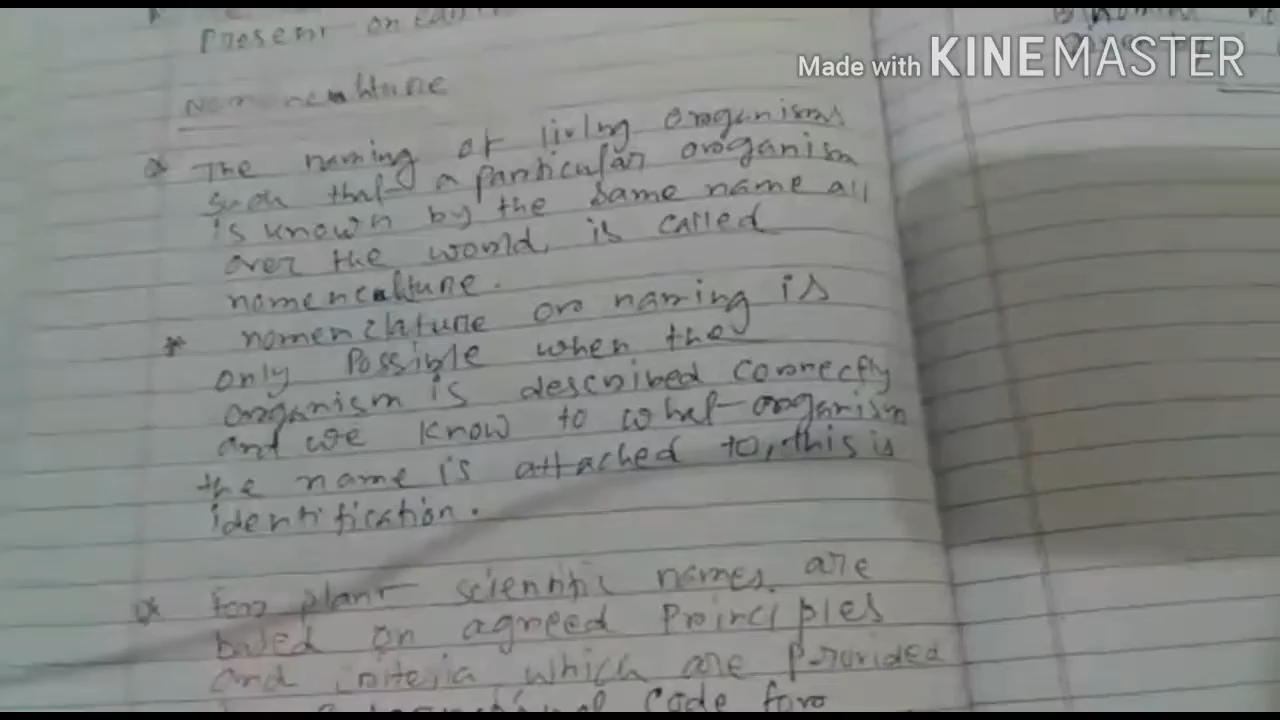 Present on
Made with KINEMASTER
Nomenclature
* The naming of living organisms
such that a particular organism
is known by the same name all
over the world, is called
nomenclature.
* nomenclature or naming is
only Possible when the
organism is described correctly
and we know to what organism
the name is attached to, this is
identification.
* For plant scientific names are
based on agreed Principles
and criteria, which are Provided
Code for